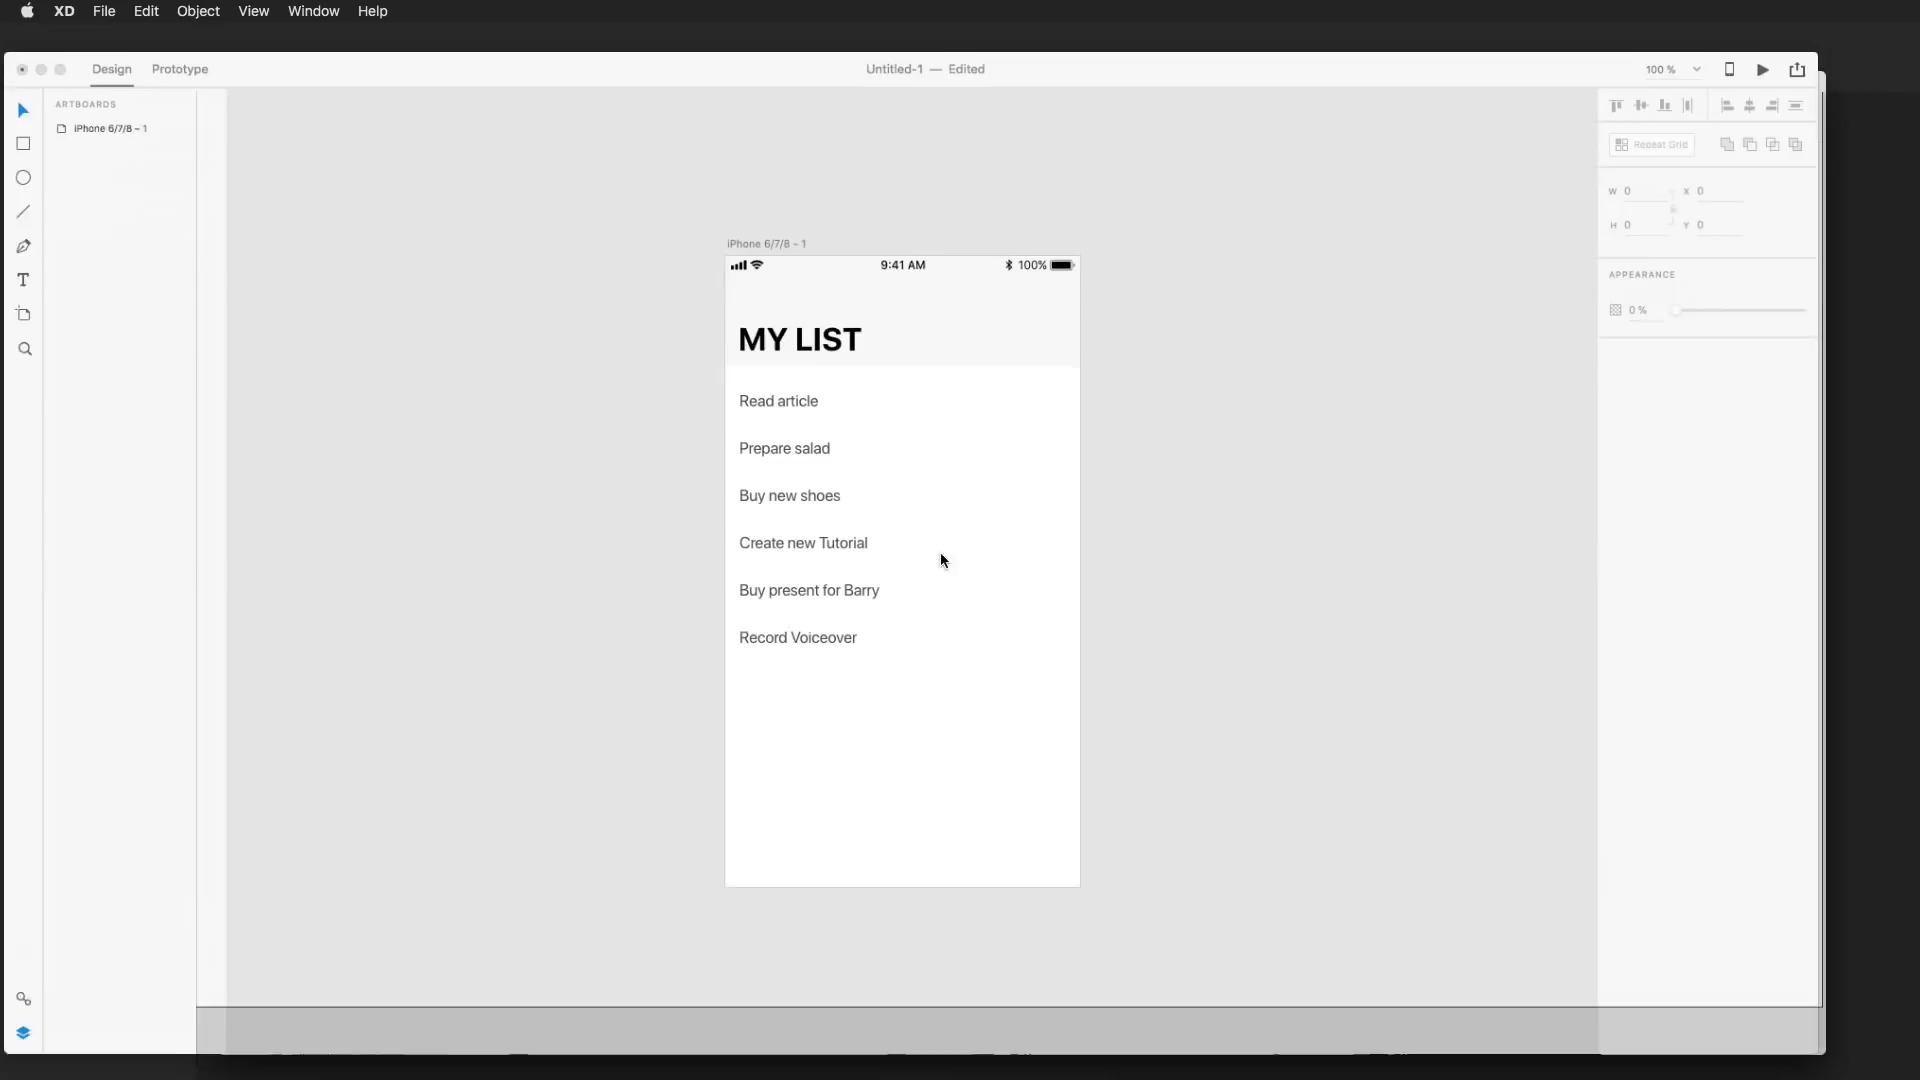 XD File Edit Object View Window Help
Design Prototype Untitled-1 — Edited 100 %
ARTBOARDS
iPhone 6/7/8 – 1
Repeat Grid
W 0 X 0
H 0 Y 0
APPEARANCE
0 %
iPhone 6/7/8 – 1
9:41 AM 100%
MY LIST
Read article
Prepare salad
Buy new shoes
Create new Tutorial
Buy present for Barry
Record Voiceover